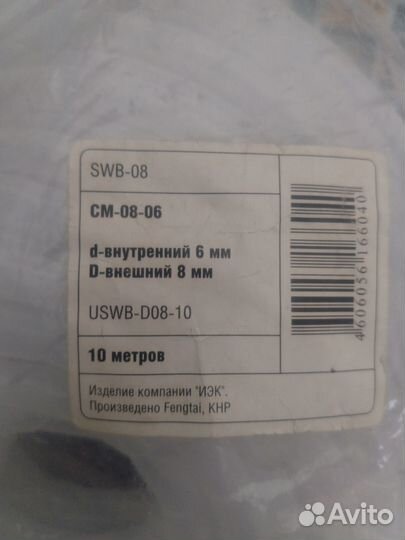 SWB-08
СМ-08-06
d-внутренний 6 мм
D-внешний 8 мм
USWB-D08-10
10 метров
Изделие компании "ИЭК".
Произведено Fengtai, КНР
4606056166040
Avito